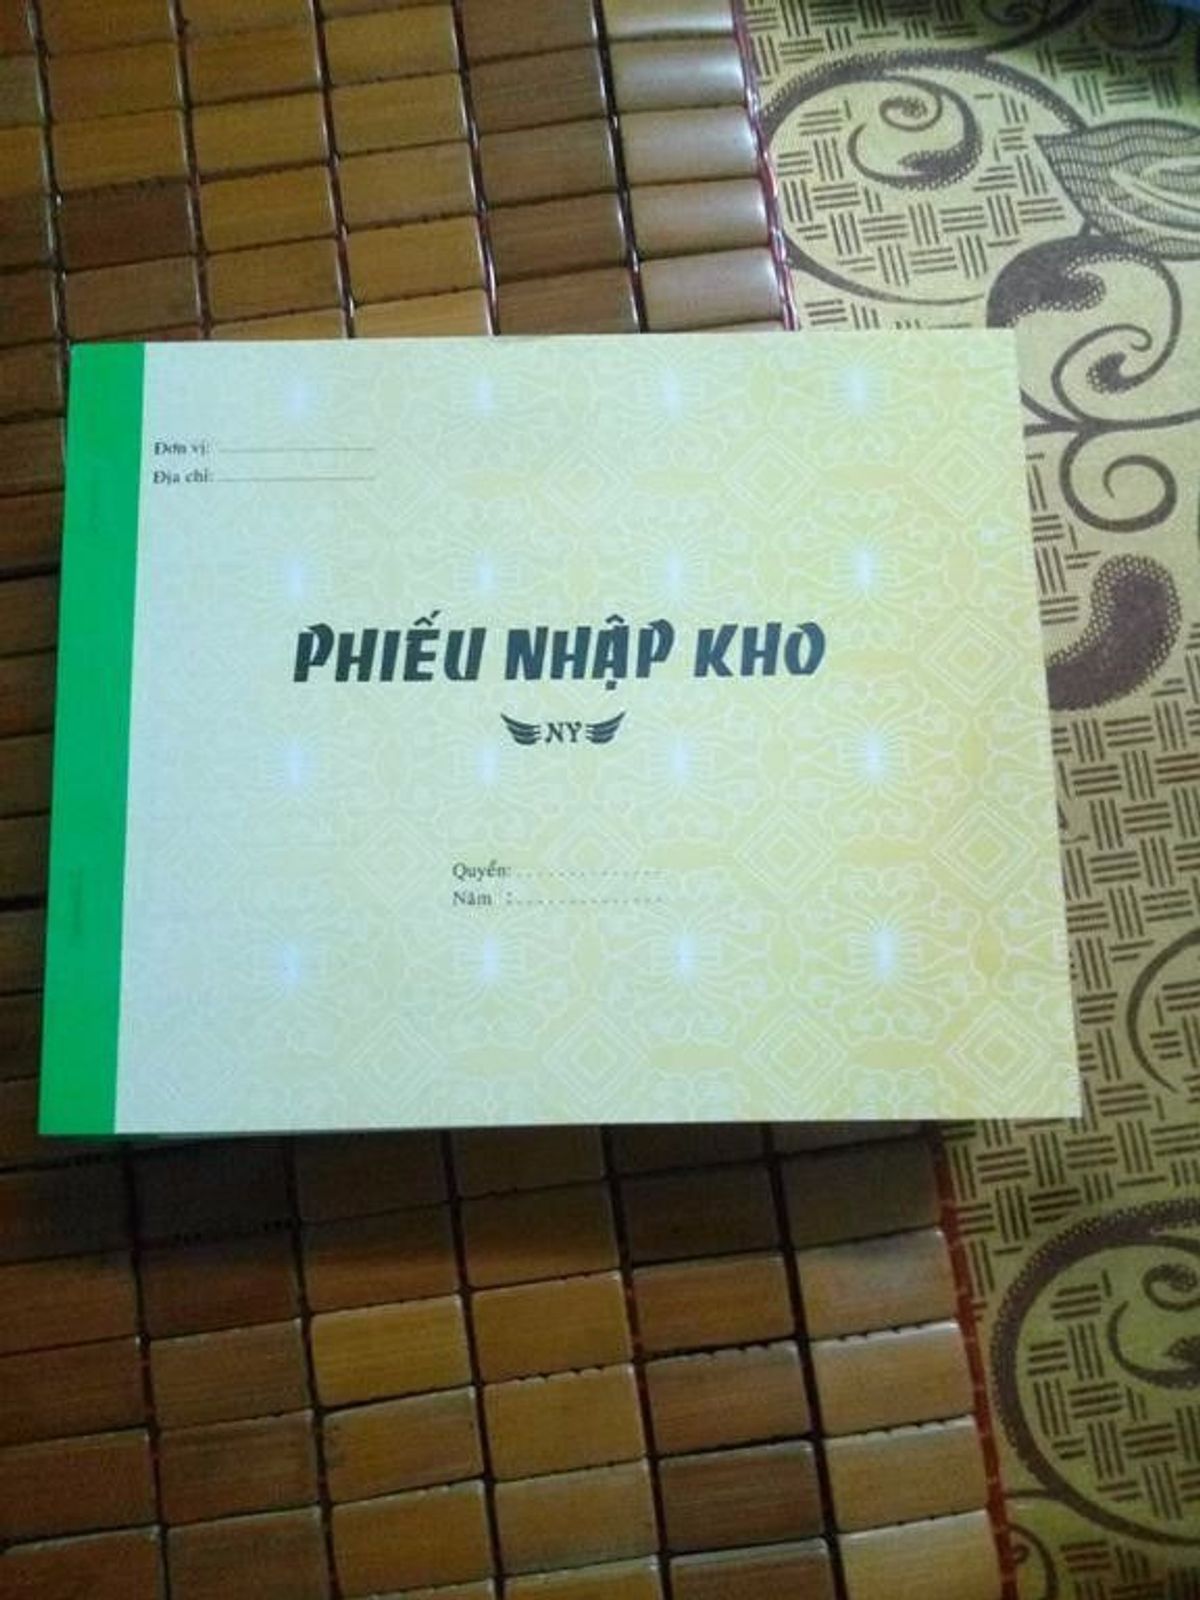 Đơn vị:
Địa chỉ:
PHIẾU NHẬP KHO
NY
Quyển:
Năm :